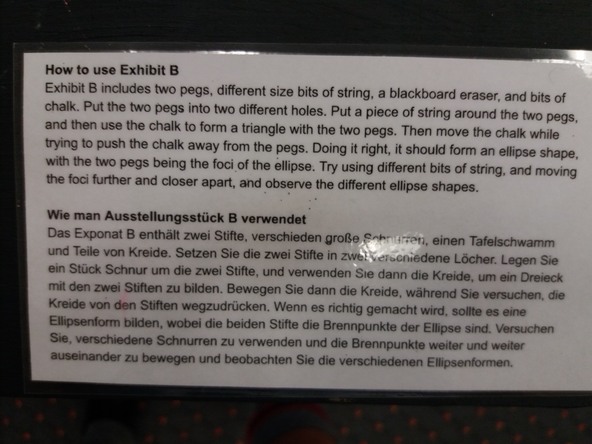 How to use Exhibit B
Exhibit B includes two pegs, different size bits of string, a blackboard eraser, and bits of
chalk. Put the two pegs into two different holes. Put a piece of string around the two pegs,
and then use the chalk to form a triangle with the two pegs. Then move the chalk while
trying to push the chalk away from the pegs. Doing it right, it should form an ellipse shape,
with the two pegs being the foci of the ellipse. Try using different bits of string, and moving
the foci further and closer apart, and observe the different ellipse shapes.
Wie man Ausstellungsstück B verwendet
Das Exponat B enthält zwei Stifte, verschieden große Schnurren, einen Tafelschwamm
und Teile von Kreide. Setzen Sie die zwei Stifte in zwei verschiedene Löcher. Legen Sie
ein Stück Schnur um die zwei Stifte, und verwenden Sie dann die Kreide, um ein Dreieck
mit den zwei Stiften zu bilden. Bewegen Sie dann die Kreide, während Sie versuchen, die
Kreide von den Stiften wegzudrücken. Wenn es richtig gemacht wird, sollte es eine
Ellipsenform bilden, wobei die beiden Stifte die Brennpunkte der Ellipse sind. Versuchen
Sie, verschiedene Schnurren zu verwenden und die Brennpunkte weiter und weiter
auseinander zu bewegen und beobachten Sie die verschiedenen Ellipsenformen.